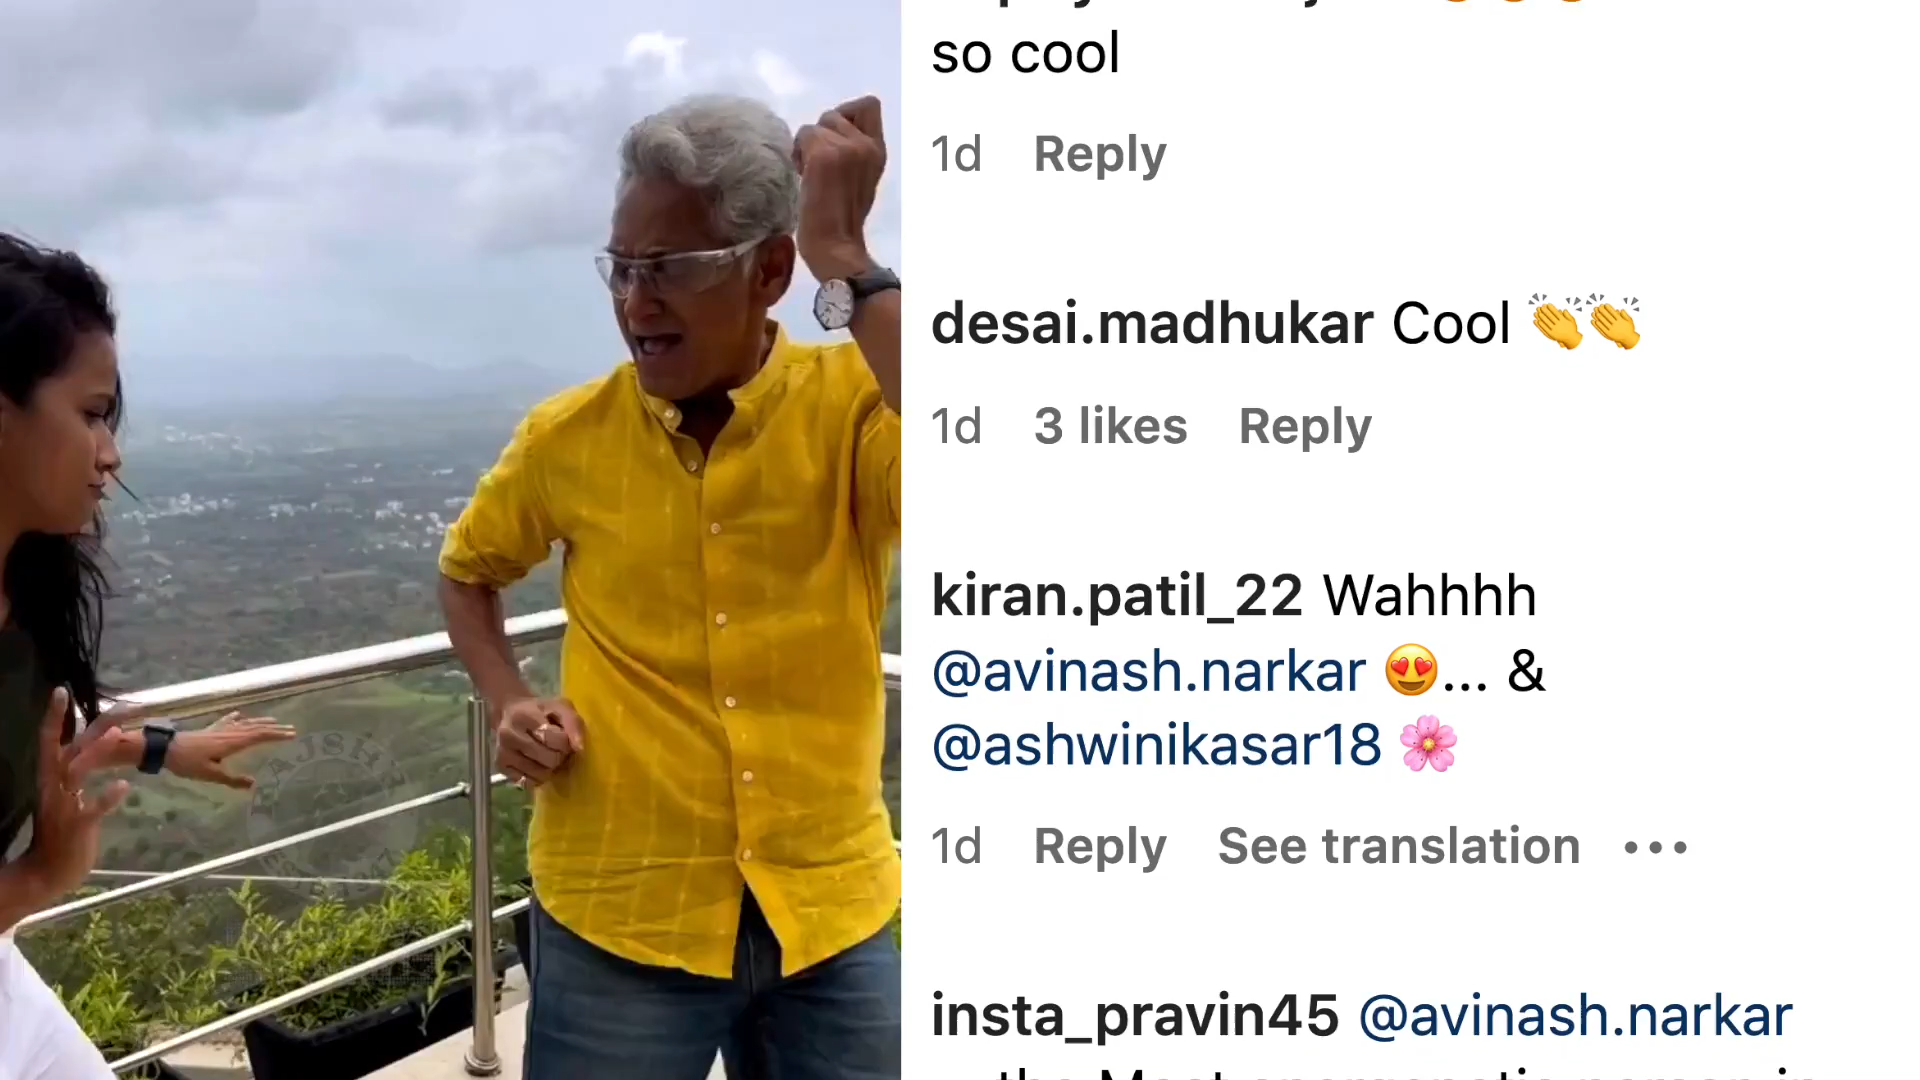 so cool
1d Reply
desai.madhukar Cool 👏👏
1d 3 likes Reply
kiran.patil_22 Wahhhh
@avinash.narkar 😍... &
@ashwinikasar18 🌸
1d Reply See translation •••
insta_pravin45 @avinash.narkar